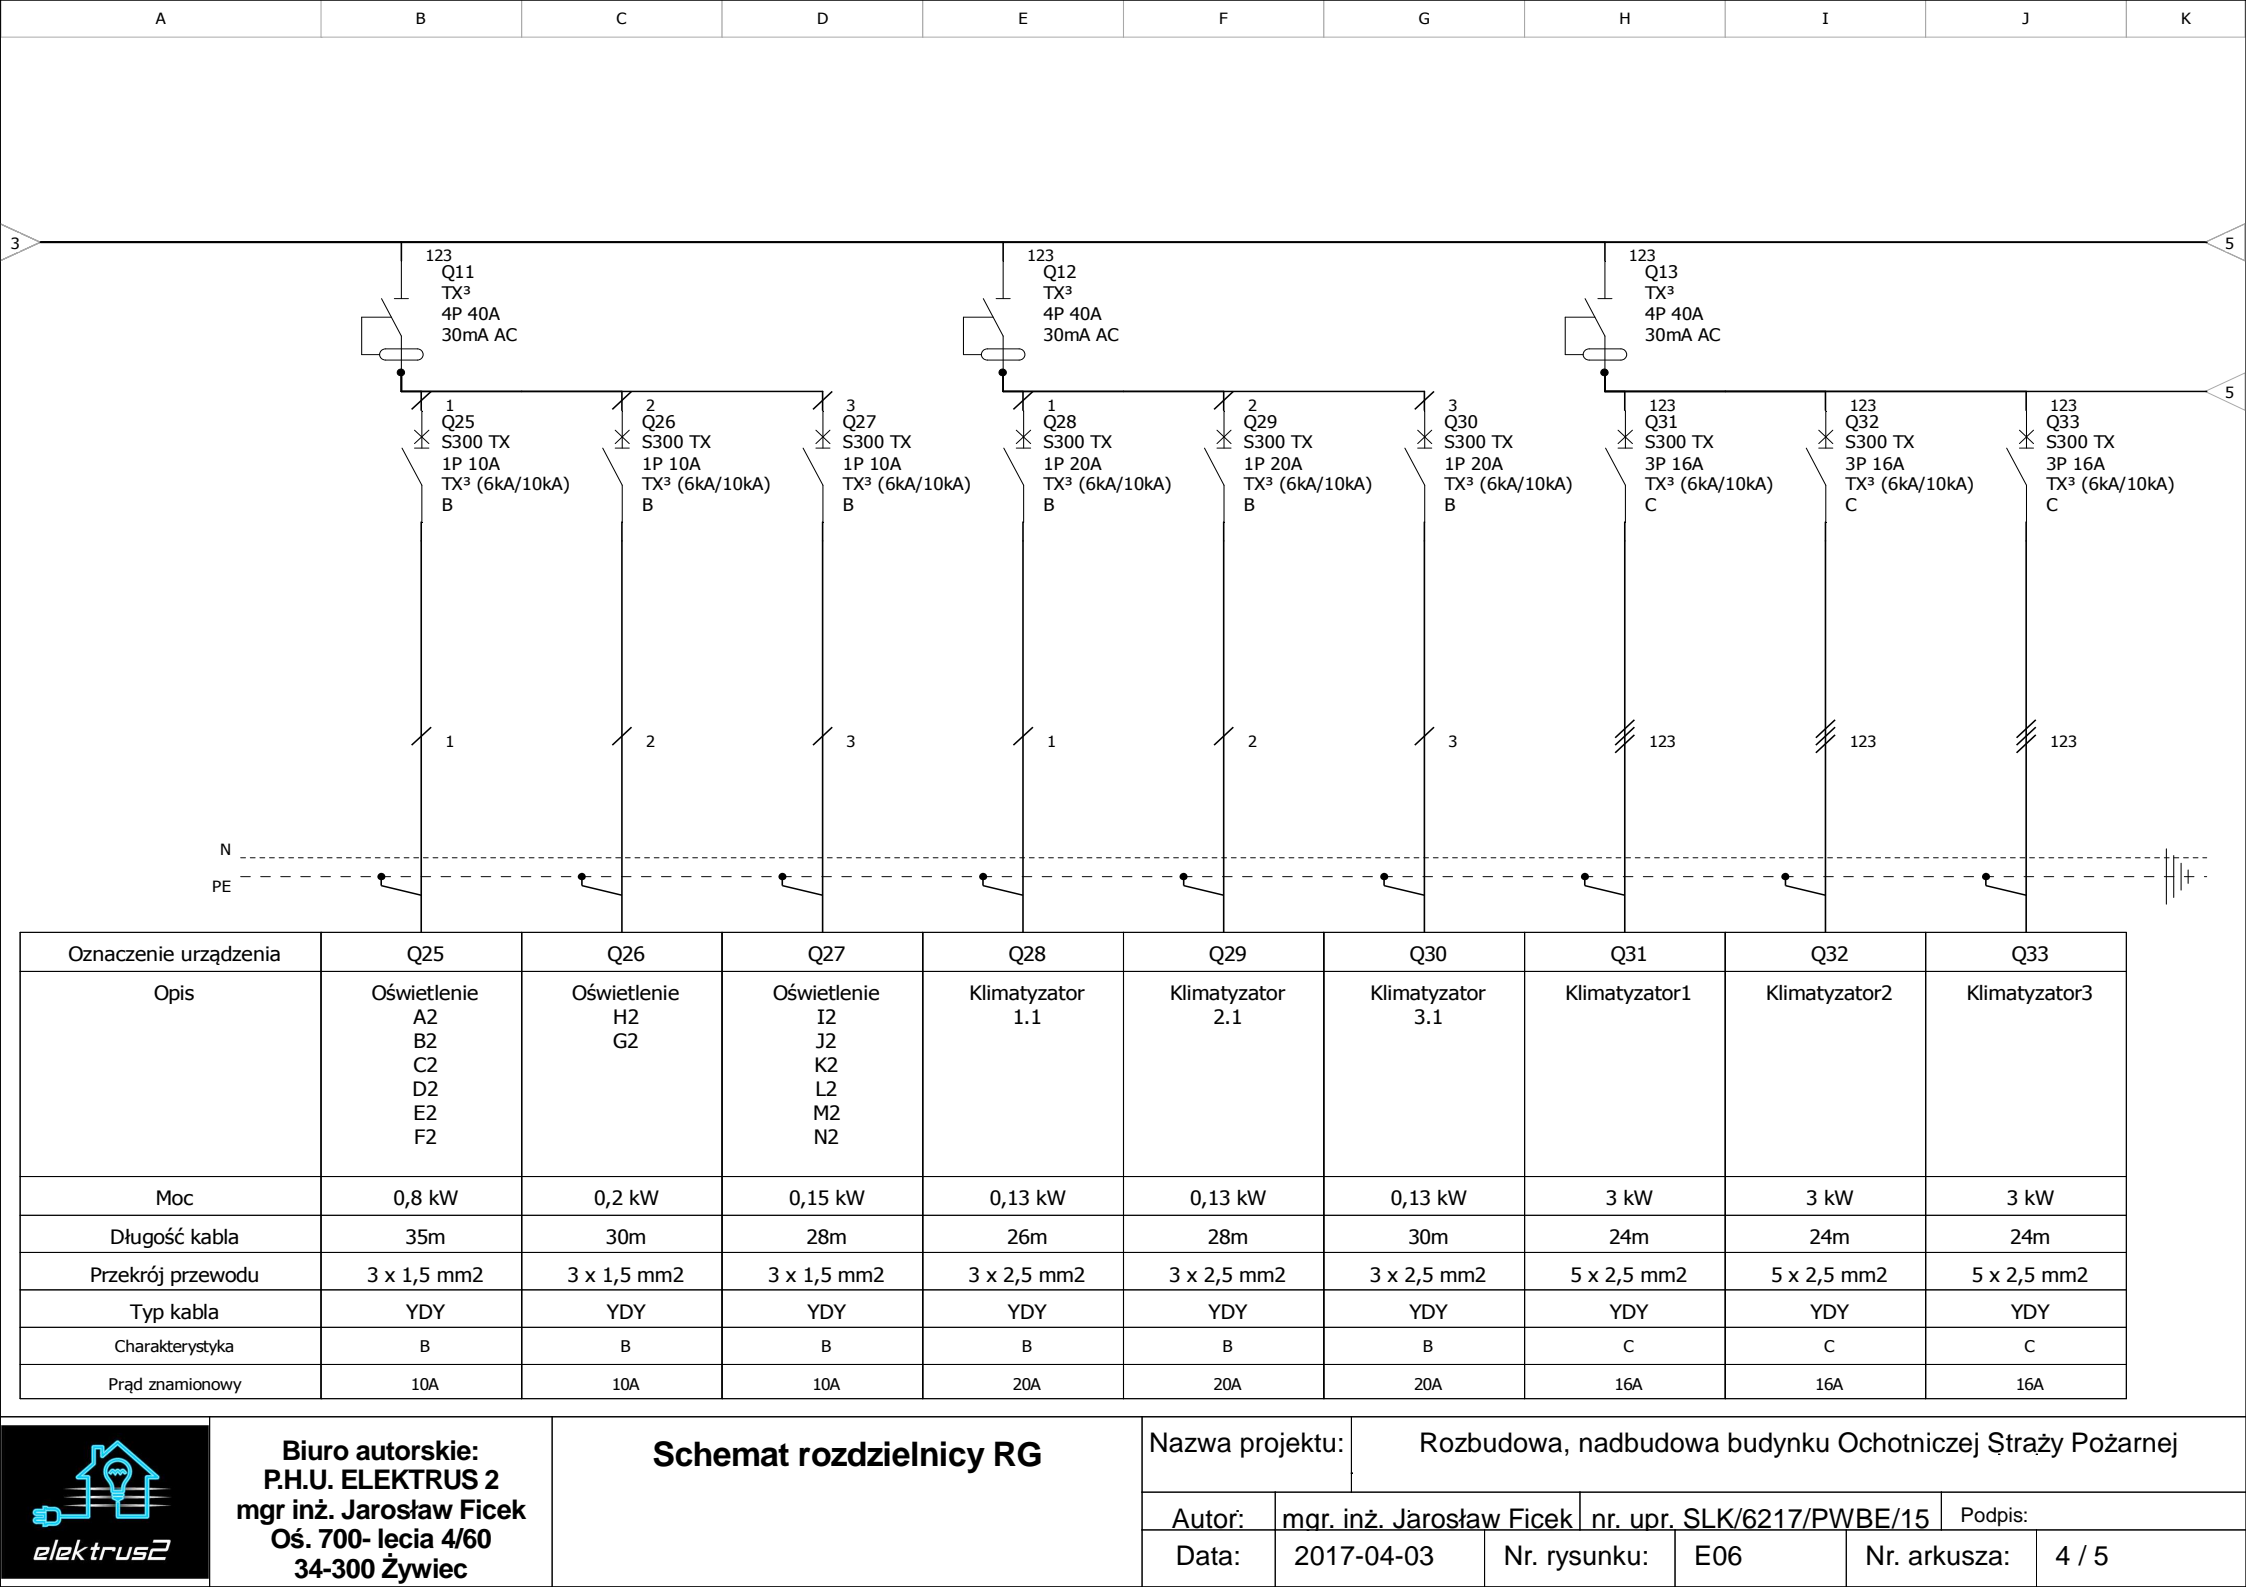 A B C D E F G H I J K
3 5
123 123 123
Q11 Q12 Q13
TX³ TX³ TX³
4P 40A 4P 40A 4P 40A
30mA AC 30mA AC 30mA AC
5
1 2 3 1 2 3 123 123 123
Q25 Q26 Q27 Q28 Q29 Q30 Q31 Q32 Q33
S300 TX S300 TX S300 TX S300 TX S300 TX S300 TX S300 TX S300 TX S300 TX
1P 10A 1P 10A 1P 10A 1P 20A 1P 20A 1P 20A 3P 16A 3P 16A 3P 16A
TX³ (6kA/10kA) TX³ (6kA/10kA) TX³ (6kA/10kA) TX³ (6kA/10kA) TX³ (6kA/10kA) TX³ (6kA/10kA) TX³ (6kA/10kA) TX³ (6kA/10kA) TX³ (6kA/10kA)
B B B B B B C C C
1 2 3 1 2 3 123 123 123
N
PE
Oznaczenie urządzenia Q25 Q26 Q27 Q28 Q29 Q30 Q31 Q32 Q33
Opis Oświetlenie Oświetlenie Oświetlenie Klimatyzator Klimatyzator Klimatyzator Klimatyzator1 Klimatyzator2 Klimatyzator3
A2 H2 I2 1.1 2.1 3.1
B2 G2 J2
C2 K2
D2 L2
E2 M2
F2 N2
Moc 0,8 kW 0,2 kW 0,15 kW 0,13 kW 0,13 kW 0,13 kW 3 kW 3 kW 3 kW
Długość kabla 35m 30m 28m 26m 28m 30m 24m 24m 24m
Przekrój przewodu 3 x 1,5 mm2 3 x 1,5 mm2 3 x 1,5 mm2 3 x 2,5 mm2 3 x 2,5 mm2 3 x 2,5 mm2 5 x 2,5 mm2 5 x 2,5 mm2 5 x 2,5 mm2
Typ kabla YDY YDY YDY YDY YDY YDY YDY YDY YDY
Charakterystyka B B B B B B C C C
Prąd znamionowy 10A 10A 10A 20A 20A 20A 16A 16A 16A
elektrus2
Biuro autorskie:
P.H.U. ELEKTRUS 2
mgr inż. Jarosław Ficek
Oś. 700- lecia 4/60
34-300 Żywiec
Schemat rozdzielnicy RG
Nazwa projektu: Rozbudowa, nadbudowa budynku Ochotniczej Straży Pożarnej
Autor: mgr. inż. Jarosław Ficek nr. upr. SLK/6217/PWBE/15 Podpis:
Data: 2017-04-03 Nr. rysunku: E06 Nr. arkusza: 4 / 5